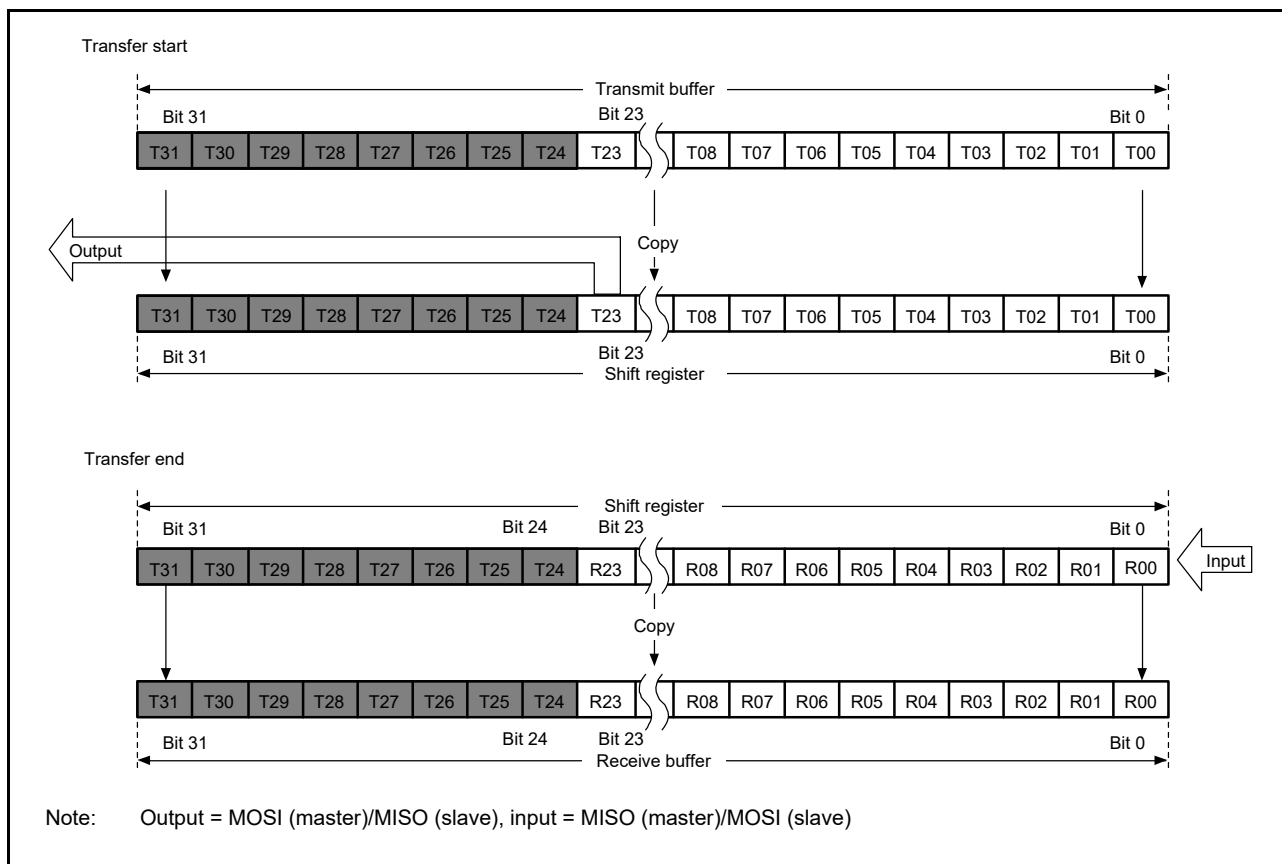 Transfer start
Transmit buffer
Bit 31 Bit 23 Bit 0
T31 T30 T29 T28 T27 T26 T25 T24 T23 T08 T07 T06 T05 T04 T03 T02 T01 T00
Output Copy
T31 T30 T29 T28 T27 T26 T25 T24 T23 T08 T07 T06 T05 T04 T03 T02 T01 T00
Bit 31 Bit 23 Bit 0
Shift register
Transfer end
Shift register
Bit 31 Bit 24 Bit 23 Bit 0
T31 T30 T29 T28 T27 T26 T25 T24 R23 R08 R07 R06 R05 R04 R03 R02 R01 R00 Input
Copy
T31 T30 T29 T28 T27 T26 T25 T24 R23 R08 R07 R06 R05 R04 R03 R02 R01 R00
Bit 31 Bit 24 Bit 23 Bit 0
Receive buffer
Note: Output = MOSI (master)/MISO (slave), input = MISO (master)/MOSI (slave)